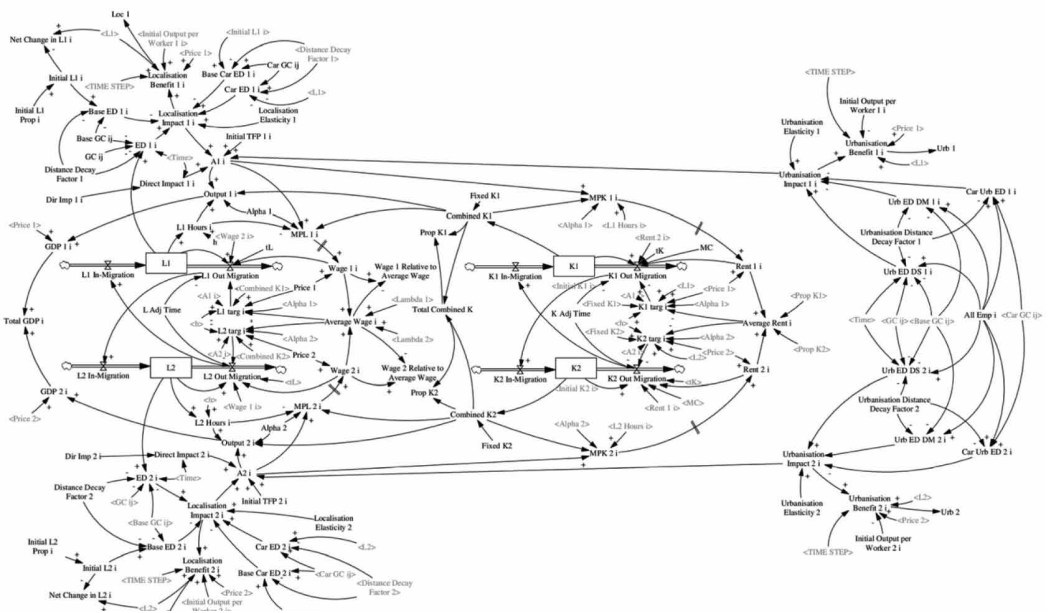 Loc 1
Net Change in L1 i
<L1>
<Initial Output per
Worker 1 i>
<Price 1>
<Initial L1 i>
<Distance Decay
Factor 1>
Car GC ij
Initial L1 i
<TIME STEP>
Localisation
Benefit 1 i
Base Car ED 1 i
Car ED 1 i
<L1>
Initial L1
Prop i
Base ED 1 i
Localisation
Impact 1 i
Localisation
Elasticity 1
Base GC ij
GC ij
ED 1 i
<Time>
Initial TFP 1 i
A1 i
Distance Decay
Factor 1
Direct Impact 1 i
Dir Imp 1 i
Output 1 i
<TIME STEP>
Initial Output per
Worker 1 i
Urbanisation
Elasticity 1
<Price 1>
Urbanisation
Benefit 1 i
Urb 1
<L1>
Urbanisation
Impact 1 i
Car Urb ED 1 i
Urb ED DM 1 i
Urbanisation Distance
Decay Factor 1
Urb ED DS 1 i
<Time>
<GC ij>
<Base GC ij>
All Emp i
<Car GC ij>
Urb ED DS 2 i
Urbanisation Distance
Decay Factor 2
Urb ED DM 2 i
Car Urb ED 2 i
Urbanisation
Impact 2 i
Urbanisation
Elasticity 2
Urbanisation
Benefit 2 i
<L2>
Urb 2
<Price 2>
Initial Output per
Worker 2 i
<TIME STEP>
<Price 1>
GDP 1 i
L1 Hours i
Alpha 1
h
<Wage 2 i>
MPL 1 i
L1
tL
L1 In-Migration
L1 Out Migration
Wage 1 i
Wage 1 Relative to
Average Wage
<A1 i>
<Combined K1>
Price 1
L1 targ i
<Alpha 1>
<Lambda 1>
L Adj Time
<h>
Average Wage i
Total GDP i
L2 targ i
<Alpha 2>
<Lambda 2>
<A2 i>
<Combined K2>
Price 2
L2
L2 In-Migration
L2 Out Migration
Wage 2 i
Wage 2 Relative to
Average Wage
GDP 2 i
<tL>
<h>
<Wage 1 i>
<Price 2>
L2 Hours i
MPL 2 i
Alpha 2
Output 2 i
Fixed K1
Combined K1
Prop K1
Total Combined K
Prop K2
Combined K2
Fixed K2
MPK 1 i
<Alpha 1>
<L1 Hours i>
<Rent 2 i>
MC
tK
K1
K1 In-Migration
K1 Out Migration
Rent 1 i
<Initial K1 i>
<Fixed K1>
<A1 i>
<L1>
<Price 1>
K1 targ i
<Alpha 1>
<Prop K1>
K Adj Time
<h>
Average Rent i
<Fixed K2>
K2 targ i
<Alpha 2>
<Prop K2>
<A2 i>
<L2>
<Price 2>
K2
K2 In-Migration
K2 Out Migration
Rent 2 i
<Initial K2 i>
<tK>
<Rent 1 i>
<MC>
<Alpha 2>
<L2 Hours i>
MPK 2 i
Dir Imp 2 i
Direct Impact 2 i
A2 i
ED 2 i
<Time>
Distance Decay
Factor 2
<GC ij>
Initial TFP 2 i
Localisation
Impact 2 i
<Base GC ij>
Localisation
Elasticity 2
Initial L2
Prop i
Base ED 2 i
Car ED 2 i
<L2>
Initial L2 i
Localisation
Benefit 2 i
Base Car ED 2 i
<Car GC ij>
<TIME STEP>
<Price 2>
<Distance Decay
Factor 2>
Net Change in L2 i
<L2>
<Initial Output per
Worker 2 i>